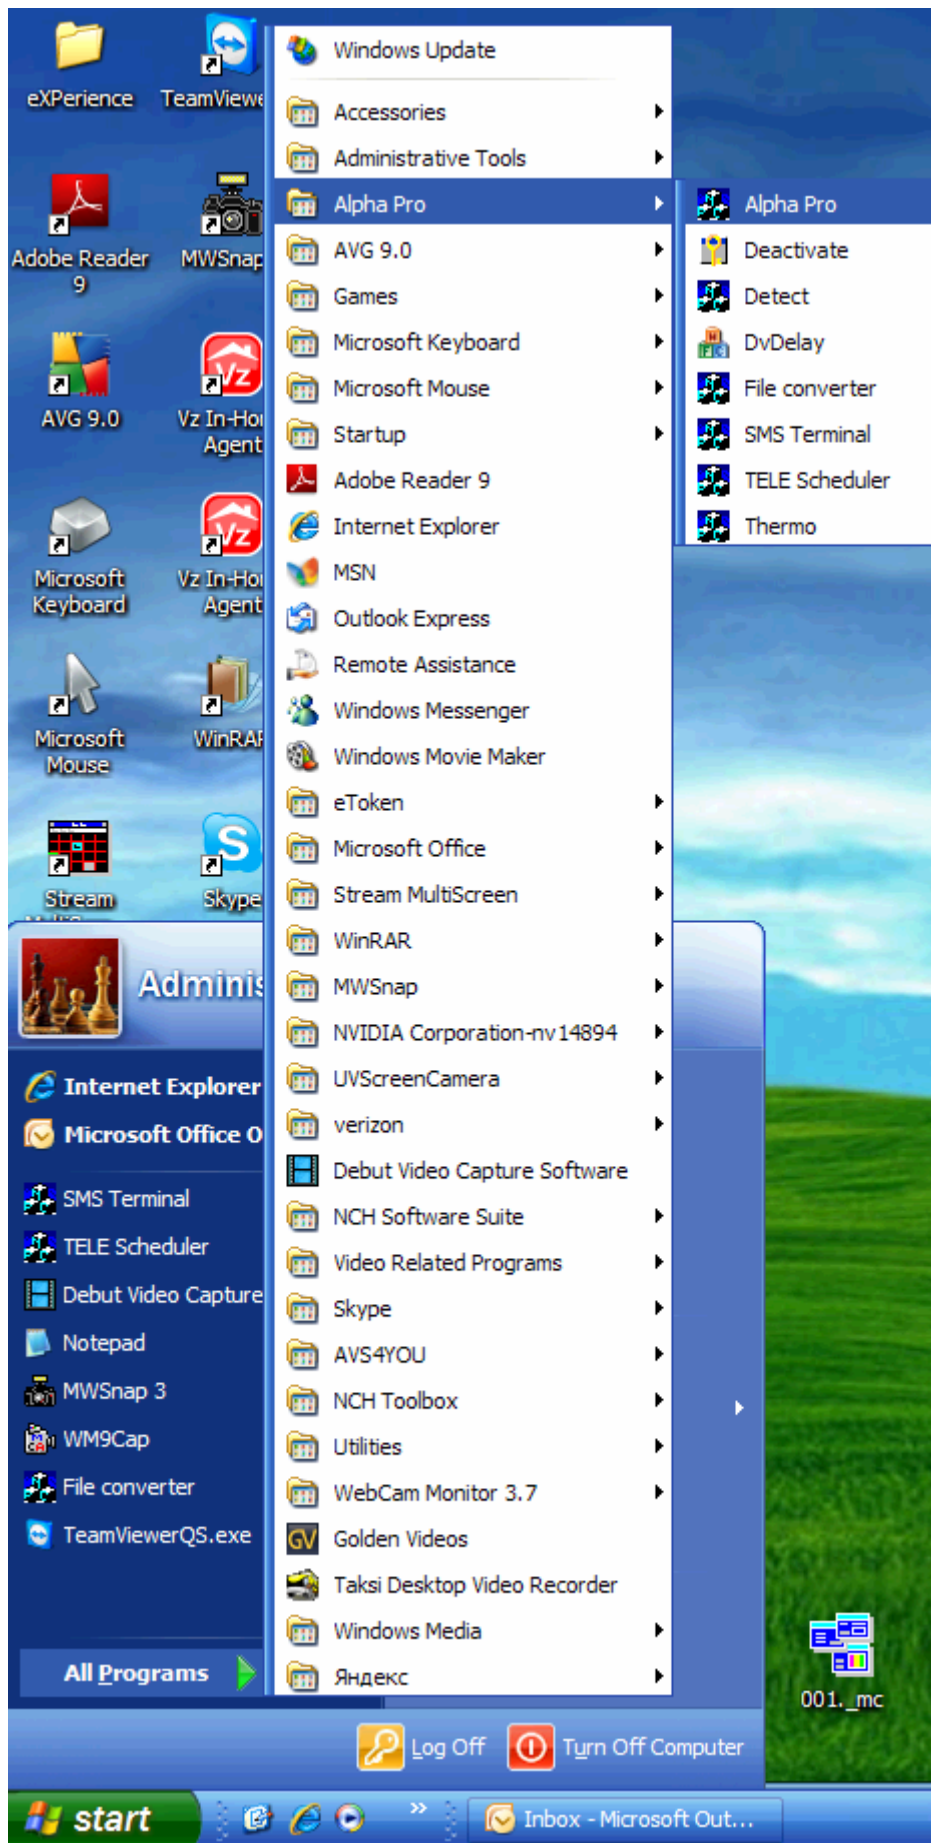 eXPerience
TeamViewe
Adobe Reader
9
MWSnap
AVG 9.0
Vz In-Ho
Agent
Microsoft
Keyboard
Vz In-Ho
Agent
Microsoft
Mouse
WinRAR
Stream
Skype
Windows Update
Accessories
Administrative Tools
Alpha Pro
AVG 9.0
Games
Microsoft Keyboard
Microsoft Mouse
Startup
Adobe Reader 9
Internet Explorer
MSN
Outlook Express
Remote Assistance
Windows Messenger
Windows Movie Maker
eToken
Microsoft Office
Stream MultiScreen
WinRAR
MWSnap
NVIDIA Corporation-nv14894
UVScreenCamera
verizon
Debut Video Capture Software
NCH Software Suite
Video Related Programs
Skype
AVS4YOU
NCH Toolbox
Utilities
WebCam Monitor 3.7
Golden Videos
Taksi Desktop Video Recorder
Windows Media
Яндекс
Alpha Pro
Deactivate
Detect
DvDelay
File converter
SMS Terminal
TELE Scheduler
Thermo
Adminis
Internet Explorer
Microsoft Office O
SMS Terminal
TELE Scheduler
Debut Video Capture
Notepad
MWSnap 3
WM9Cap
File converter
TeamViewerQS.exe
All Programs
001._mc
Log Off
Turn Off Computer
start
Inbox - Microsoft Out...